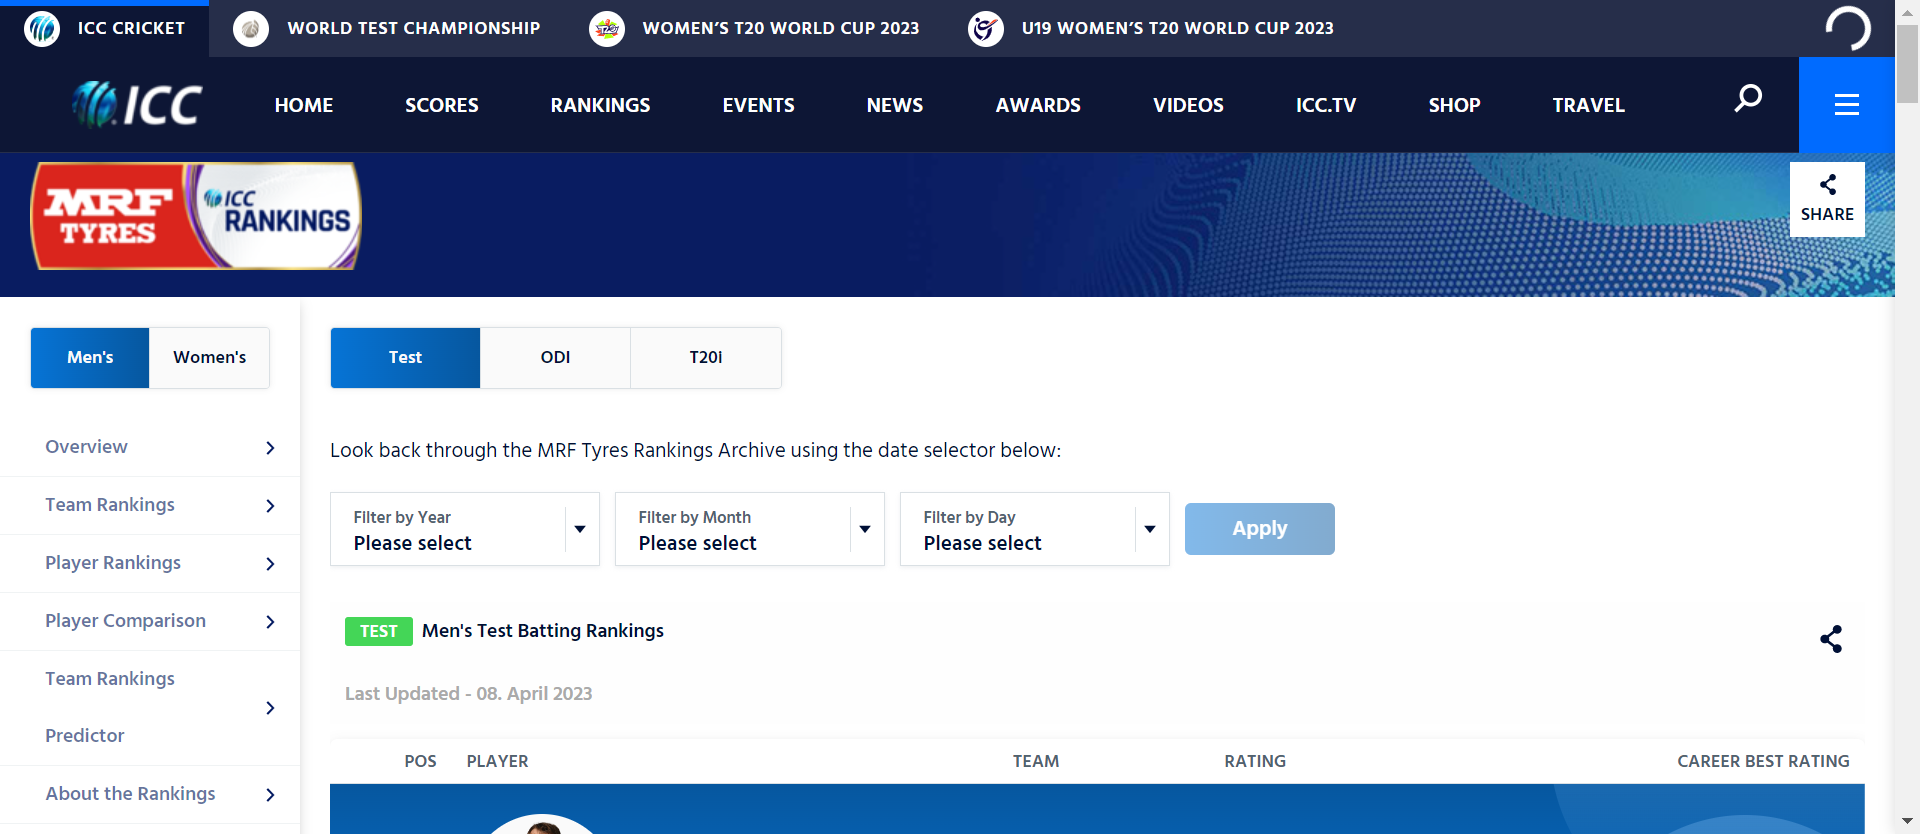 ICC CRICKET
WORLD TEST CHAMPIONSHIP
WOMEN’S T20 WORLD CUP 2023
U19 WOMEN’S T20 WORLD CUP 2023
ICC
HOME
SCORES
RANKINGS
EVENTS
NEWS
AWARDS
VIDEOS
ICC.TV
SHOP
TRAVEL
MRF
TYRES
ICC
RANKINGS
SHARE
Men's
Women's
Overview
Team Rankings
Player Rankings
Player Comparison
Team Rankings
Predictor
About the Rankings
Test
ODI
T20i
Look back through the MRF Tyres Rankings Archive using the date selector below:
Filter by Year
Please select
Filter by Month
Please select
Filter by Day
Please select
Apply
TEST Men's Test Batting Rankings
Last Updated - 08. April 2023
POS PLAYER TEAM RATING CAREER BEST RATING